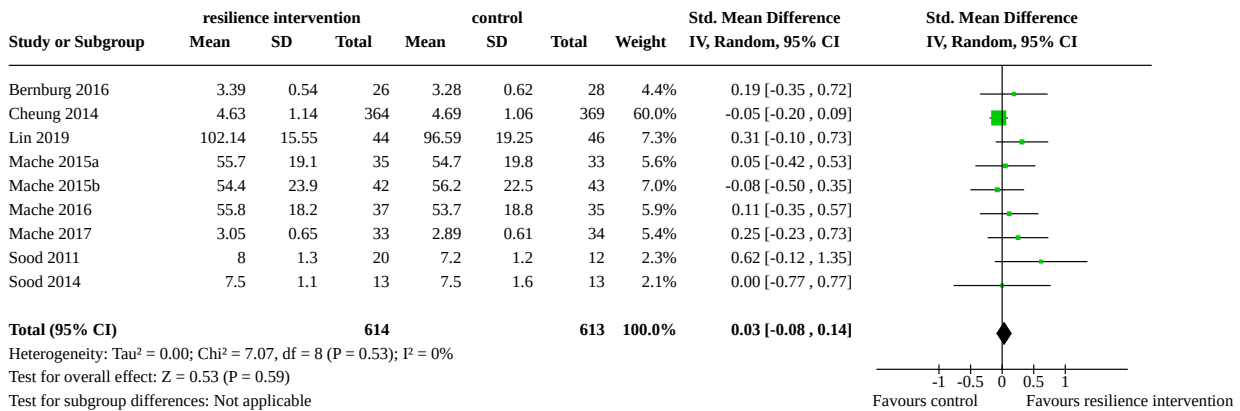 resilience intervention control Std. Mean Difference Std. Mean Difference
Study or Subgroup Mean SD Total Mean SD Total Weight IV, Random, 95% CI IV, Random, 95% CI
Bernburg 2016 3.39 0.54 26 3.28 0.62 28 4.4% 0.19 [-0.35 , 0.72]
Cheung 2014 4.63 1.14 364 4.69 1.06 369 60.0% -0.05 [-0.20 , 0.09]
Lin 2019 102.14 15.55 44 96.59 19.25 46 7.3% 0.31 [-0.10 , 0.73]
Mache 2015a 55.7 19.1 35 54.7 19.8 33 5.6% 0.05 [-0.42 , 0.53]
Mache 2015b 54.4 23.9 42 56.2 22.5 43 7.0% -0.08 [-0.50 , 0.35]
Mache 2016 55.8 18.2 37 53.7 18.8 35 5.9% 0.11 [-0.35 , 0.57]
Mache 2017 3.05 0.65 33 2.89 0.61 34 5.4% 0.25 [-0.23 , 0.73]
Sood 2011 8 1.3 20 7.2 1.2 12 2.3% 0.62 [-0.12 , 1.35]
Sood 2014 7.5 1.1 13 7.5 1.6 13 2.1% 0.00 [-0.77 , 0.77]
Total (95% CI) 614 613 100.0% 0.03 [-0.08 , 0.14]
Heterogeneity: Tau² = 0.00; Chi² = 7.07, df = 8 (P = 0.53); I² = 0%
Test for overall effect: Z = 0.53 (P = 0.59) -1 -0.5 0 0.5 1
Test for subgroup differences: Not applicable Favours control Favours resilience intervention